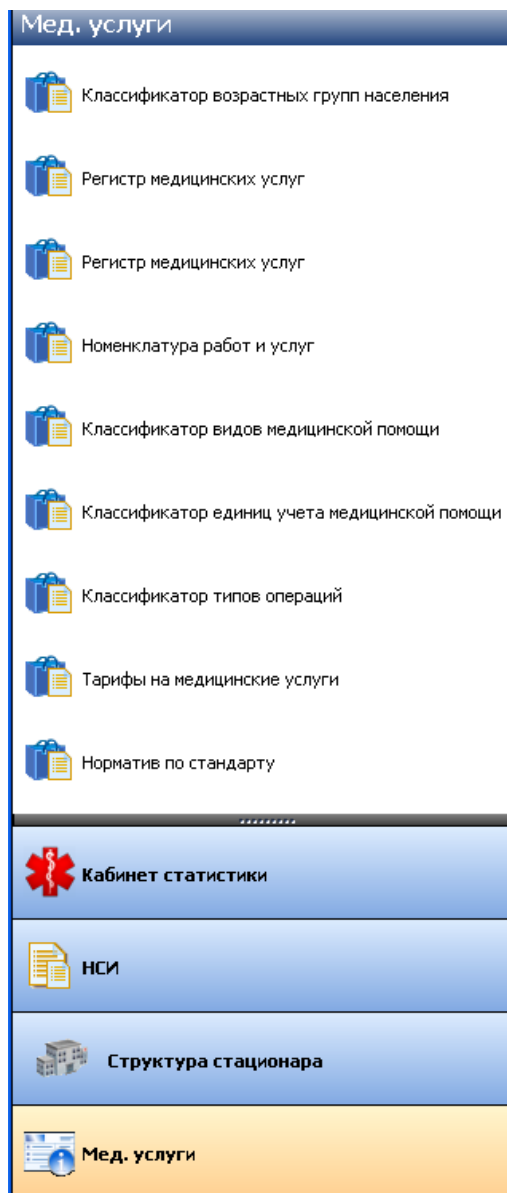 Мед. услуги
Классификатор возрастных групп населения
Регистр медицинских услуг
Регистр медицинских услуг
Номенклатура работ и услуг
Классификатор видов медицинской помощи
Классификатор единиц учета медицинской помощи
Классификатор типов операций
Тарифы на медицинские услуги
Норматив по стандарту
Кабинет статистики
НСИ
Структура стационара
Мед. услуги